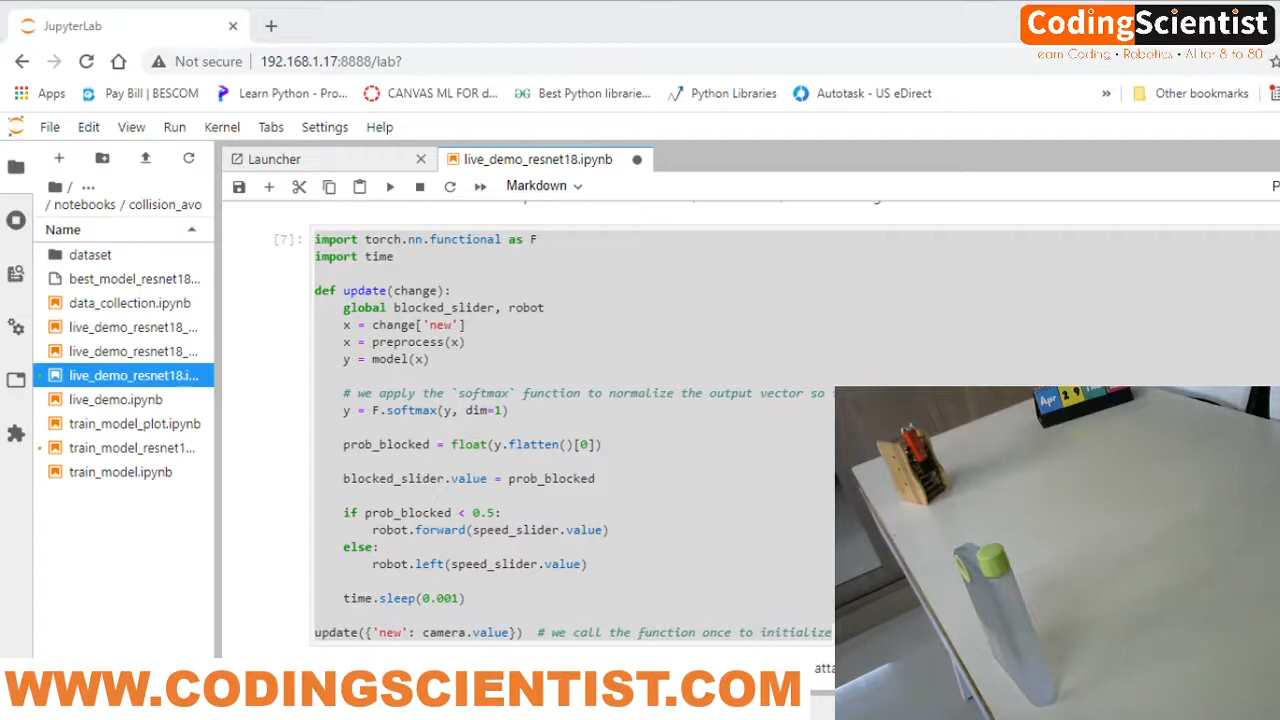 JupyterLab
CodingScientist
earn Coding • Robotics • AI for 8 to 80
Not secure
192.168.1.17:8888/lab?
Apps
Pay Bill | BESCOM
Learn Python - Pro...
CANVAS ML FOR d...
Best Python librarie...
Python Libraries
Autotask - US eDirect
»
Other bookmarks
File Edit View Run Kernel Tabs Settings Help
Launcher
live_demo_resnet18.ipynb
Markdown
P
/ ...
/ notebooks / collision_avo
Name
dataset
best_model_resnet18...
data_collection.ipynb
live_demo_resnet18_...
live_demo_resnet18_...
live_demo_resnet18.i...
live_demo.ipynb
train_model_plot.ipynb
train_model_resnet1...
train_model.ipynb
[7]:
import torch.nn.functional as F
import time
def update(change):
global blocked_slider, robot
x = change['new']
x = preprocess(x)
y = model(x)
# we apply the `softmax` function to normalize the output vector so
y = F.softmax(y, dim=1)
prob_blocked = float(y.flatten()[0])
blocked_slider.value = prob_blocked
if prob_blocked < 0.5:
robot.forward(speed_slider.value)
else:
robot.left(speed_slider.value)
time.sleep(0.001)
update({'new': camera.value}) # we call the function once to initialize
atta
Apr 29
WWW.CODINGSCIENTIST.COM